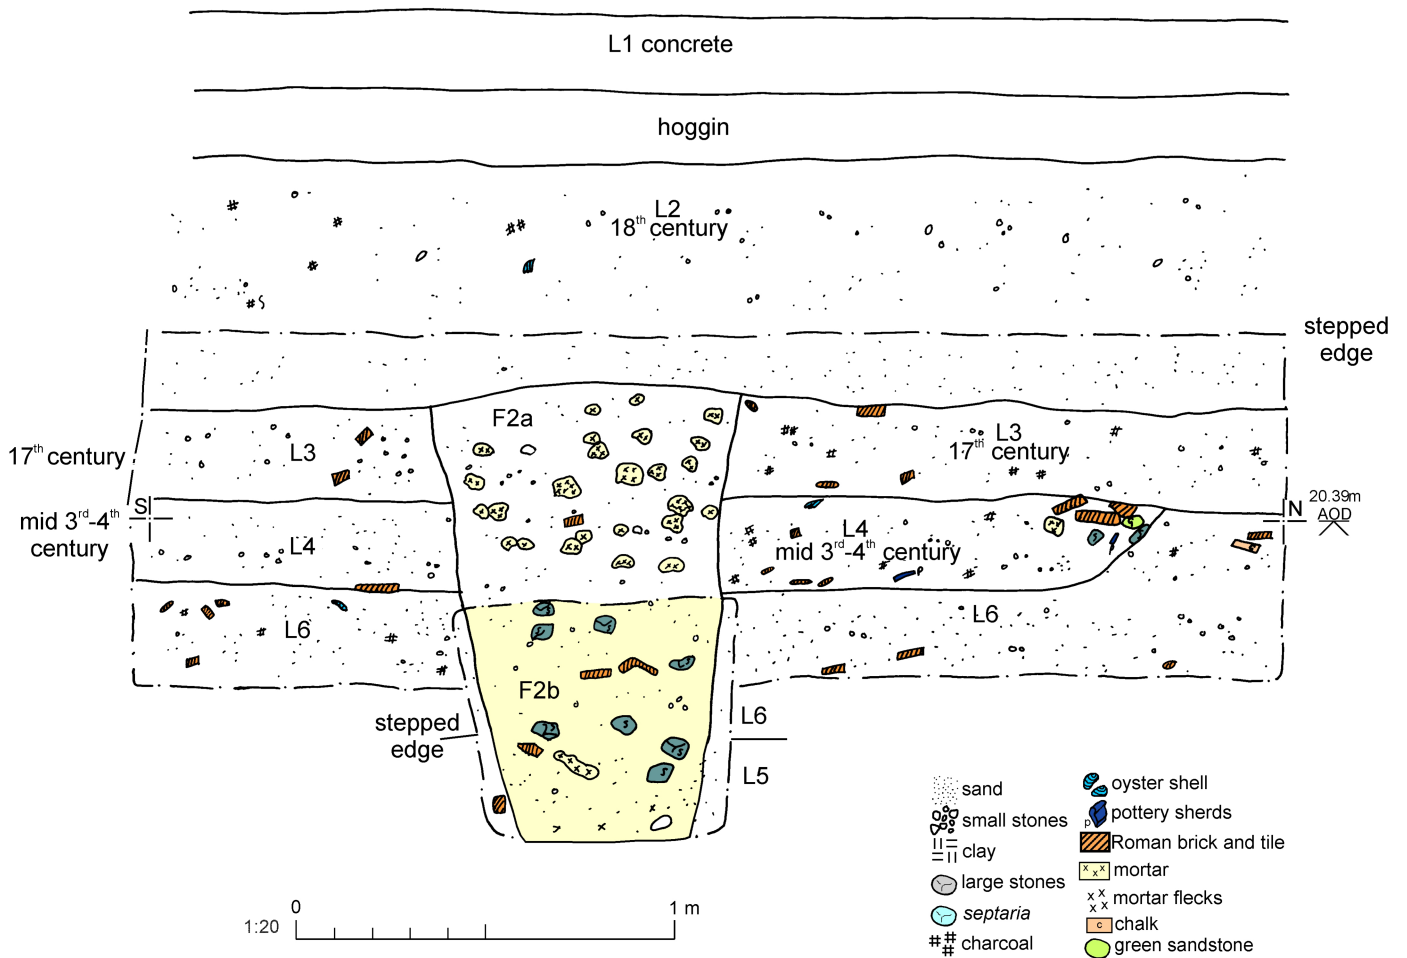 L1 concrete
hoggin
L2
18th century
stepped
edge
F2a
L3
17th century
L3
17th century
S
N
20.39m
AOD
mid 3rd-4th
century
L4
L4
mid 3rd-4th century
p
L6
L6
F2b
stepped
edge
L6
L5
sand
small stones
clay
large stones
septaria
charcoal
oyster shell
p
pottery sherds
Roman brick and tile
mortar
mortar flecks
c
chalk
green sandstone
0
1 m
1:20